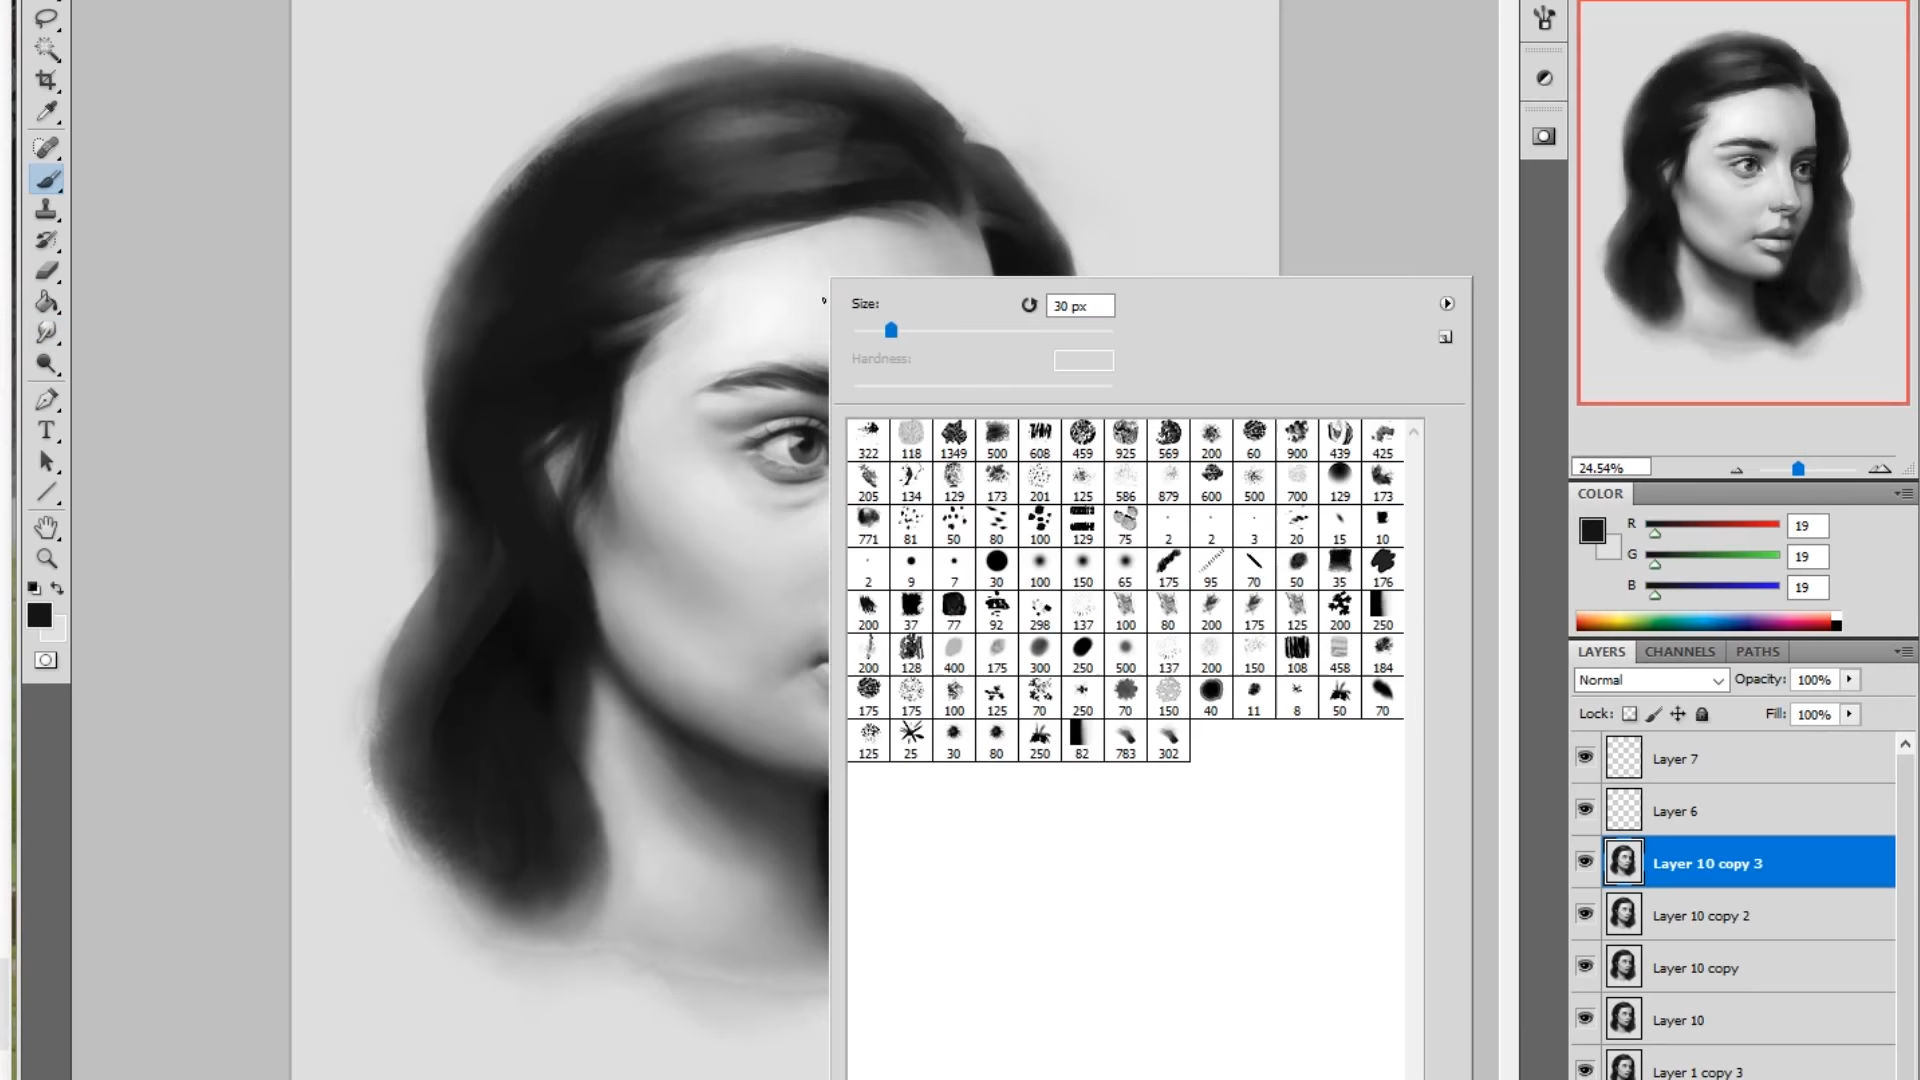 Size:
30 px
Hardness:
322 118 1349 500 608 459 925 569 200 60 900 439 425
205 134 129 173 201 125 586 879 600 500 700 129 173
771 81 50 80 100 129 75 2 2 3 20 15 10
2 9 7 30 100 150 65 175 95 70 50 35 176
200 37 77 92 298 137 100 80 200 175 125 200 250
200 128 400 175 300 250 500 137 200 150 108 458 184
175 175 100 125 70 250 70 150 40 11 8 50 70
125 25 30 80 250 82 783 302
24.54%
COLOR
R 19
G 19
B 19
LAYERS CHANNELS PATHS
Normal Opacity: 100%
Lock: Fill: 100%
Layer 7
Layer 6
Layer 10 copy 3
Layer 10 copy 2
Layer 10 copy
Layer 10
Layer 1 copy 3